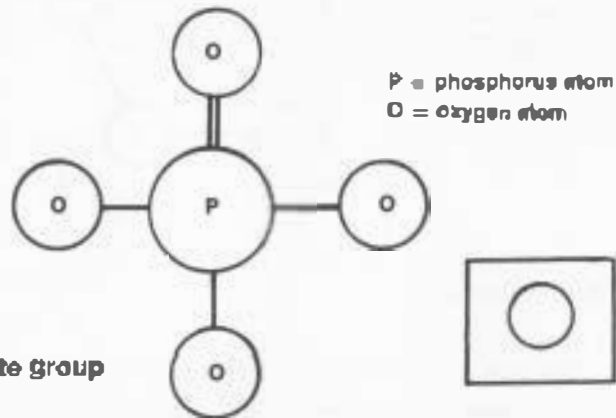 O
P = phosphorus atom
O = oxygen atom
O P O
te group
O